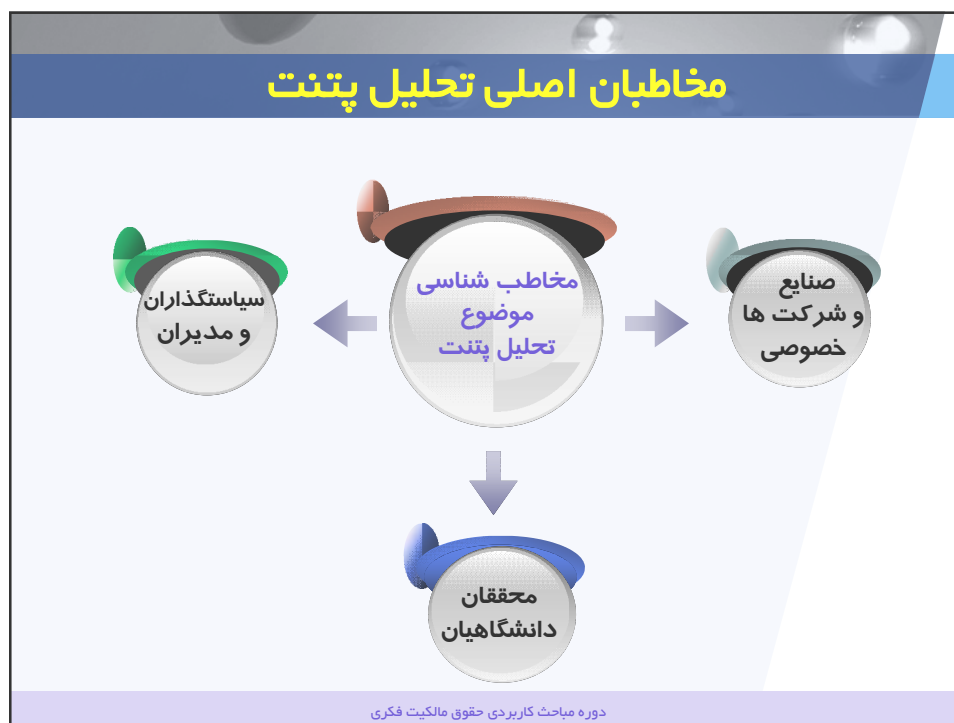 مخاطبان اصلی تحلیل پتنت
مخاطب شناسی
موضوع
تحلیل پتنت
صنایع
و شرکت ها
خصوصی
سیاستگذاران
و مدیران
محققان
دانشگاهیان
دوره مباحث کاربردی حقوق مالکیت فکری